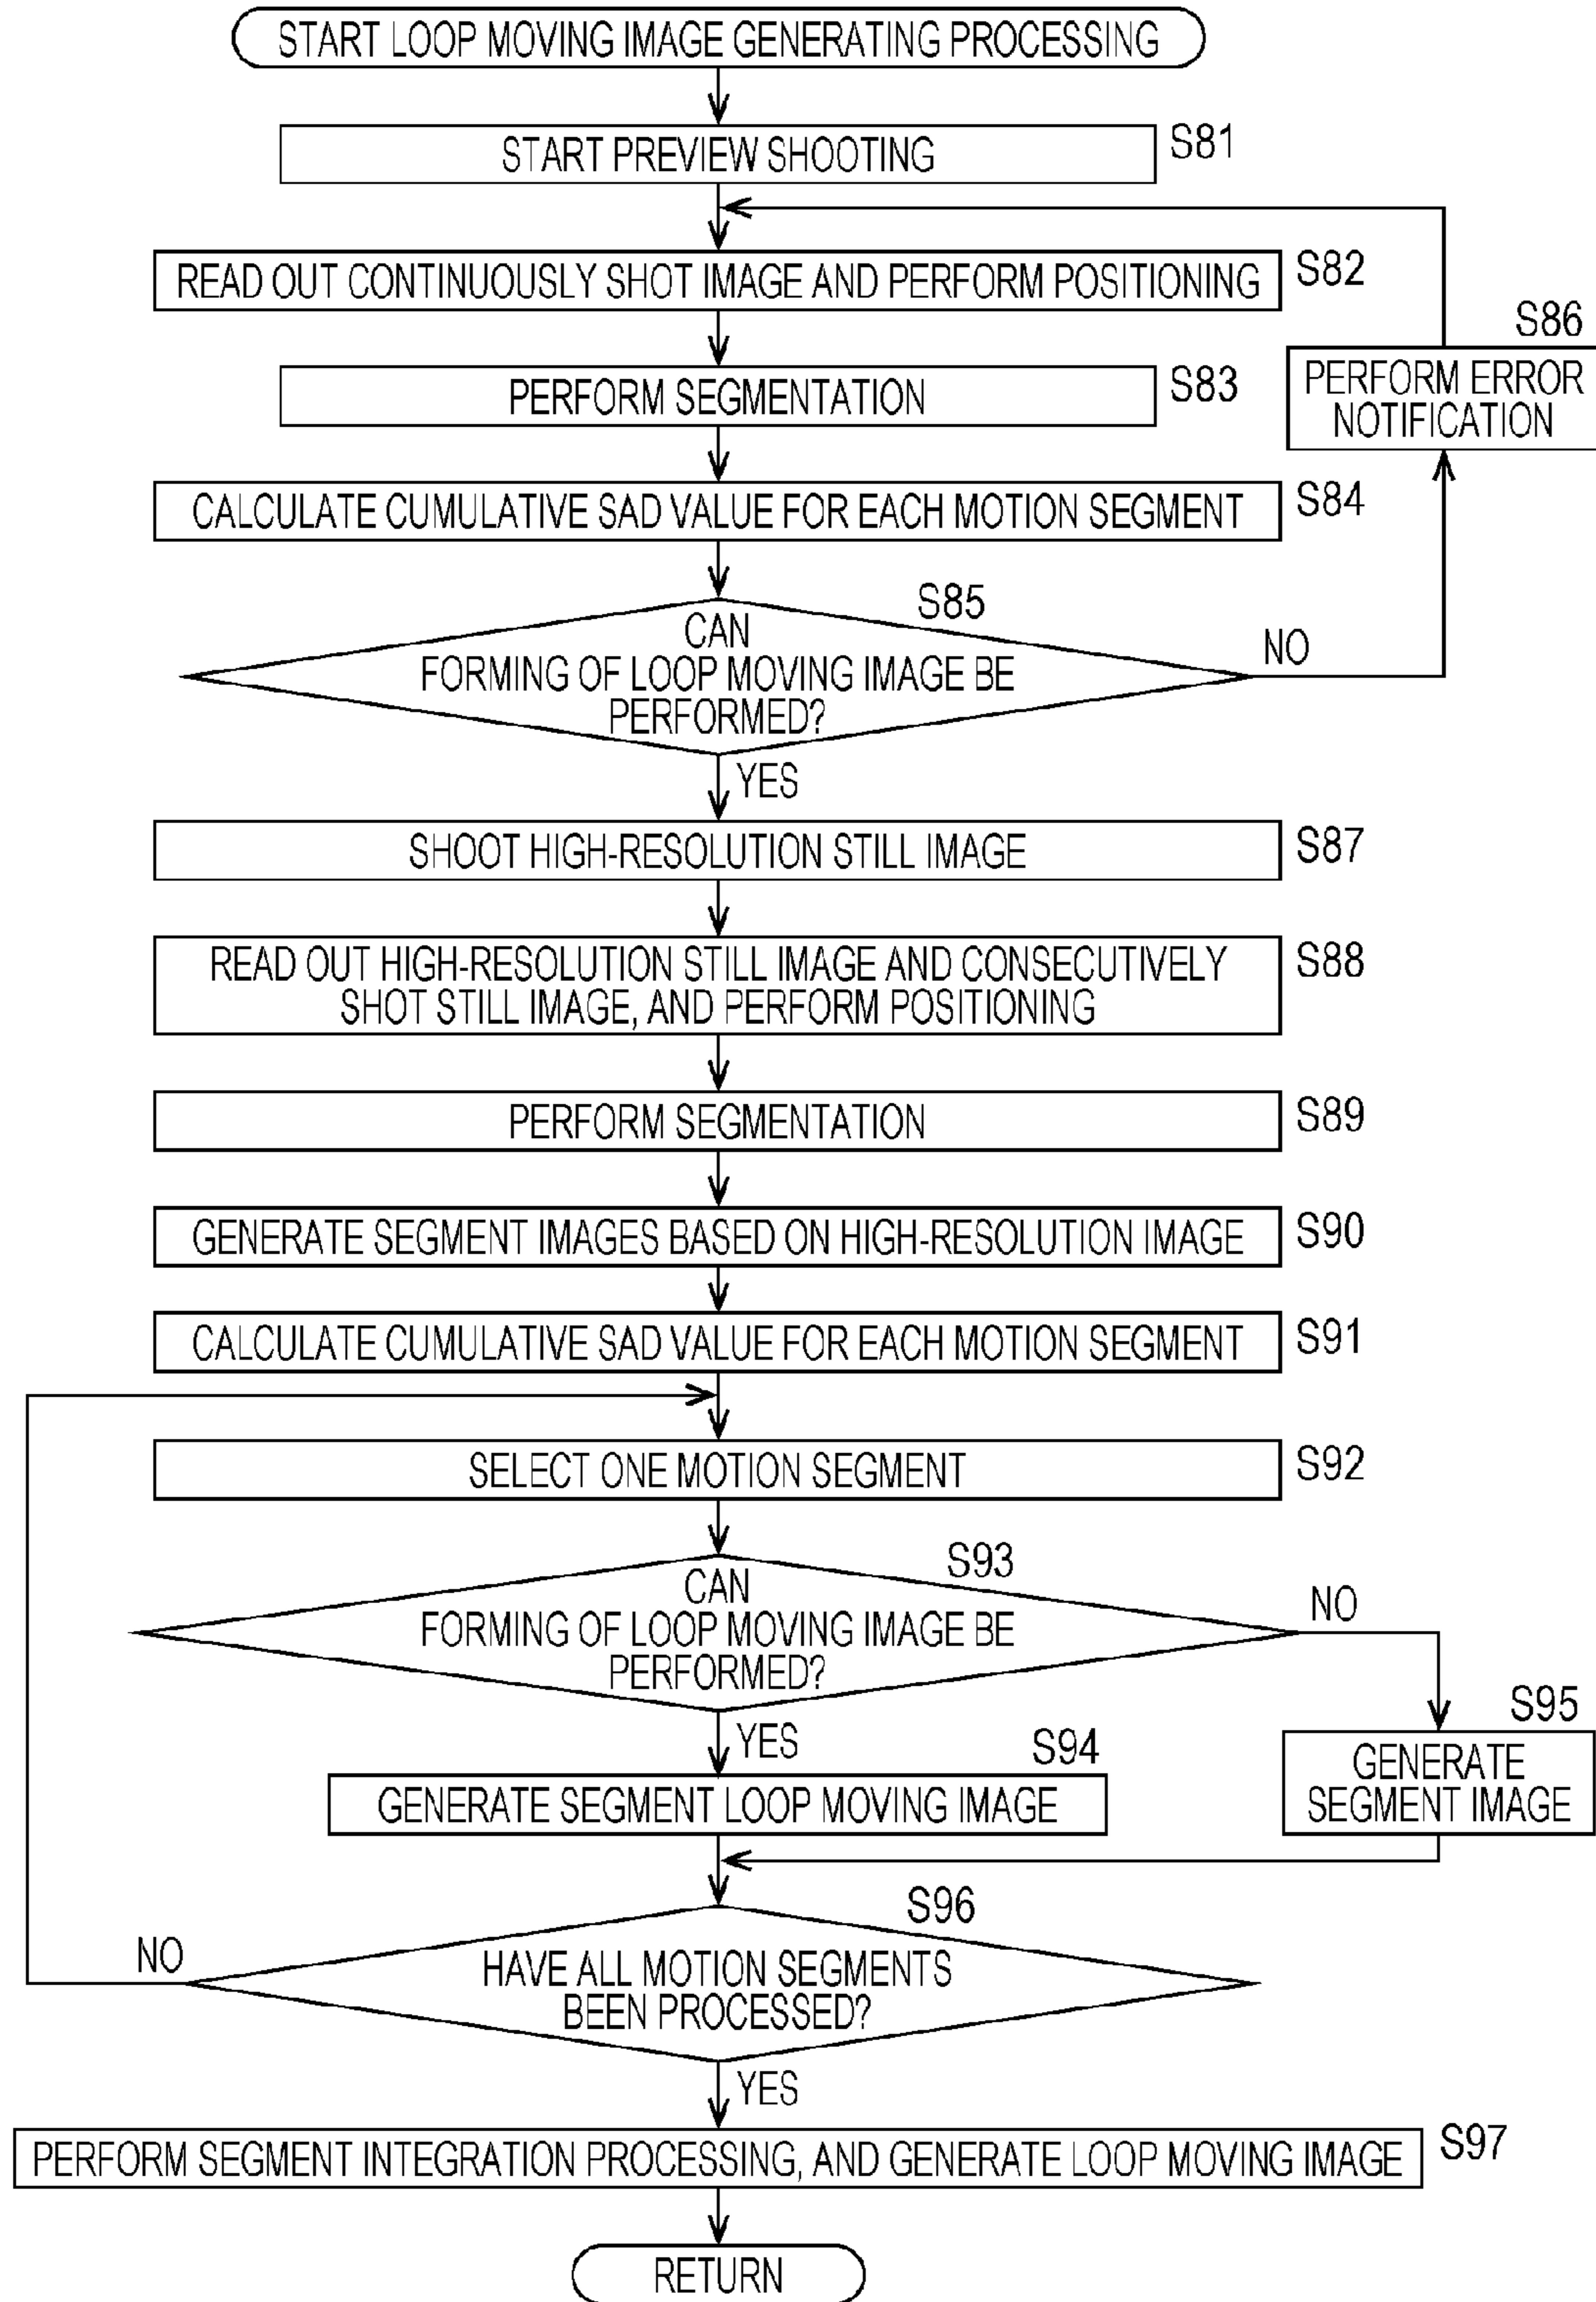 START LOOP MOVING IMAGE GENERATING PROCESSING
START PREVIEW SHOOTING
S81
READ OUT CONTINUOUSLY SHOT IMAGE AND PERFORM POSITIONING
S82
S86
PERFORM ERROR
NOTIFICATION
PERFORM SEGMENTATION
S83
CALCULATE CUMULATIVE SAD VALUE FOR EACH MOTION SEGMENT
S84
S85
CAN
FORMING OF LOOP MOVING IMAGE BE
PERFORMED?
NO
YES
SHOOT HIGH-RESOLUTION STILL IMAGE
S87
READ OUT HIGH-RESOLUTION STILL IMAGE AND CONSECUTIVELY
SHOT STILL IMAGE, AND PERFORM POSITIONING
S88
PERFORM SEGMENTATION
S89
GENERATE SEGMENT IMAGES BASED ON HIGH-RESOLUTION IMAGE
S90
CALCULATE CUMULATIVE SAD VALUE FOR EACH MOTION SEGMENT
S91
SELECT ONE MOTION SEGMENT
S92
S93
CAN
FORMING OF LOOP MOVING IMAGE BE
PERFORMED?
NO
YES
S94
GENERATE SEGMENT LOOP MOVING IMAGE
S95
GENERATE
SEGMENT IMAGE
S96
HAVE ALL MOTION SEGMENTS
BEEN PROCESSED?
NO
YES
PERFORM SEGMENT INTEGRATION PROCESSING, AND GENERATE LOOP MOVING IMAGE
S97
RETURN